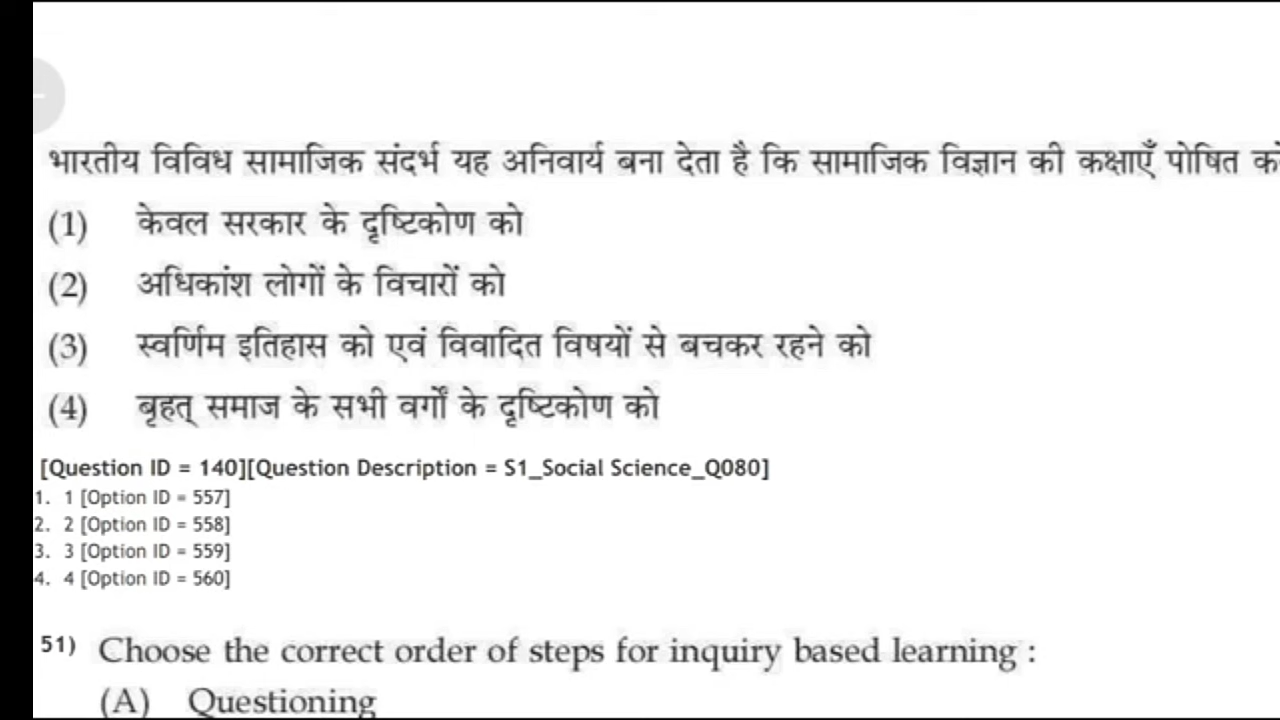 भारतीय विविध सामाजिक संदर्भ यह अनिवार्य बना देता है कि सामाजिक विज्ञान की कक्षाएँ पोषित
(1) केवल सरकार के दृष्टिकोण को
(2) अधिकांश लोगों के विचारों को
(3) स्वर्णिम इतिहास को एवं विवादित विषयों से बचकर रहने को
(4) बृहत् समाज के सभी वर्गों के दृष्टिकोण को
[Question ID = 140][Question Description = S1_Social Science_Q080]
1. 1 [Option ID = 557]
2. 2 [Option ID = 558]
3. 3 [Option ID = 559]
4. 4 [Option ID = 560]
51) Choose the correct order of steps for inquiry based learning :
(A) Questioning